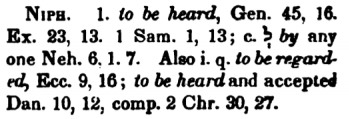 NIPH. 1. to be heard, Gen. 45, 16.
Ex. 23, 13. 1 Sam. 1, 13; c. לְ by any
one Neh. 6, 1. 7. Also i. q. to be regard-
ed, Ecc. 9, 16; to be heard and accepted
Dan. 10, 12, comp. 2 Chr. 30, 27.